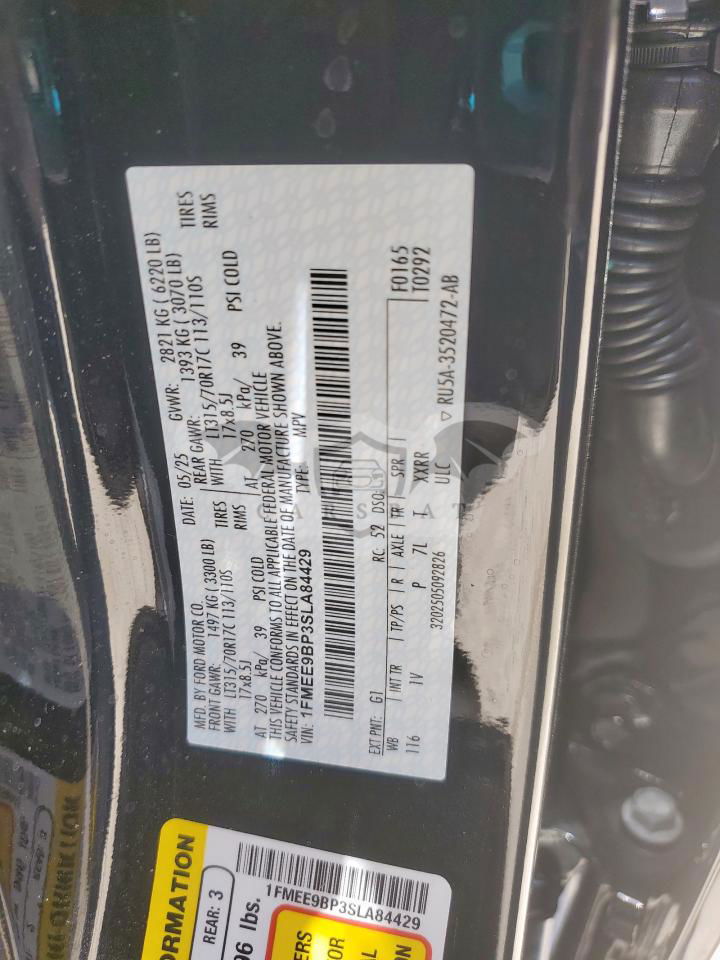 MFD. BY FORD MOTOR CO.
DATE: 05/25 GVWR: 2821 KG ( 6220 LB)
FRONT GAWR: 1497 KG ( 3300 LB) REAR GAWR: 1393 KG ( 3070 LB)
WITH LT315/70R17C 113/110S TIRES WITH LT315/70R17C 113/110S TIRES
17x8.5J RIMS 17x8.5J RIMS
AT 270 kPa/ 39 PSI COLD AT 270 kPa/ 39 PSI COLD
THIS VEHICLE CONFORMS TO ALL APPLICABLE FEDERAL MOTOR VEHICLE
SAFETY STANDARDS IN EFFECT ON THE DATE OF MANUFACTURE SHOWN ABOVE.
VIN: 1FMEE9BP3SLA84429 TYPE: MPV
EXT PNT: G1 RC: 52 DSO: F0165
WB INT TR TP/PS R AXLE TR SPR T0292
116 1V P 7L T XXRR
ULC
3202505092826 ▽ RU5A-3520472-AB
CARSTAT
ORMATION
REAR: 3
96 lbs.
1FMEE9BP3SLA84429